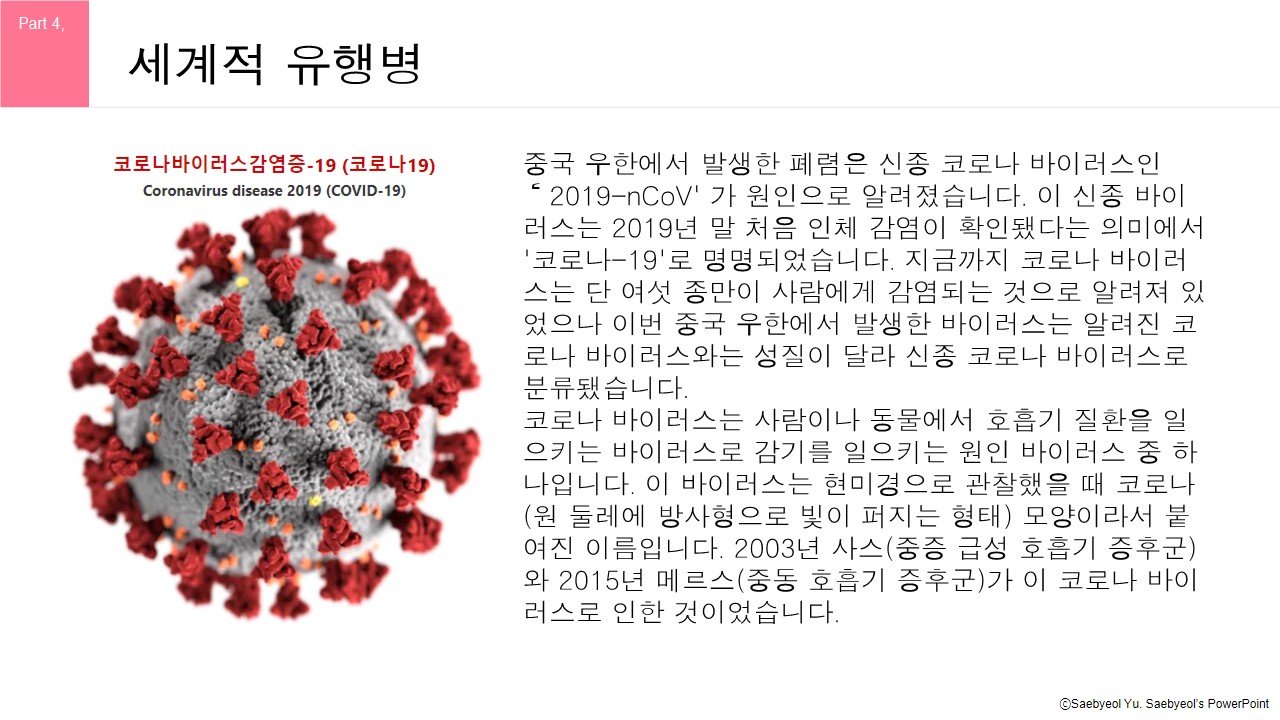 Part 4,
세계적 유행병
코로나바이러스감염증-19 (코로나19)
Coronavirus disease 2019 (COVID-19)
중국 우한에서 발생한 폐렴은 신종 코로나 바이러스인
‘ 2019-nCoV' 가 원인으로 알려졌습니다. 이 신종 바이
러스는 2019년 말 처음 인체 감염이 확인됐다는 의미에서
'코로나-19'로 명명되었습니다. 지금까지 코로나 바이러
스는 단 여섯 종만이 사람에게 감염되는 것으로 알려져 있
었으나 이번 중국 우한에서 발생한 바이러스는 알려진 코
로나 바이러스와는 성질이 달라 신종 코로나 바이러스로
분류됐습니다.
코로나 바이러스는 사람이나 동물에서 호흡기 질환을 일
으키는 바이러스로 감기를 일으키는 원인 바이러스 중 하
나입니다. 이 바이러스는 현미경으로 관찰했을 때 코로나
(원 둘레에 방사형으로 빛이 퍼지는 형태) 모양이라서 붙
여진 이름입니다. 2003년 사스(중증 급성 호흡기 증후군)
와 2015년 메르스(중동 호흡기 증후군)가 이 코로나 바이
러스로 인한 것이었습니다.
ⓒSaebyeol Yu. Saebyeol's PowerPoint